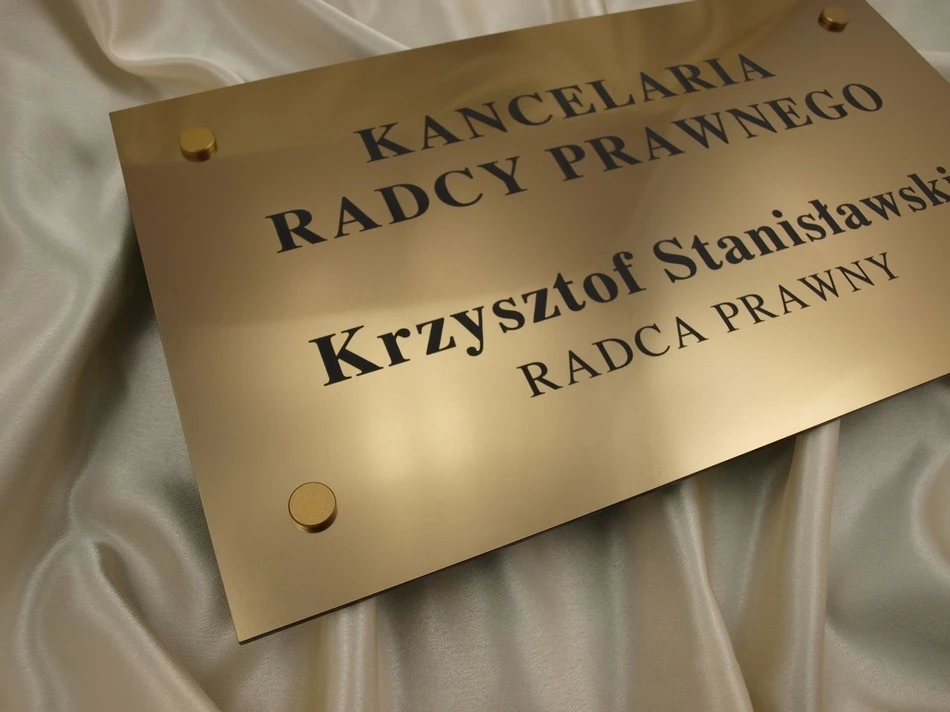 KANCELARIA
RADCY PRAWNEGO
Krzysztof Stanisławski
RADCA PRAWNY